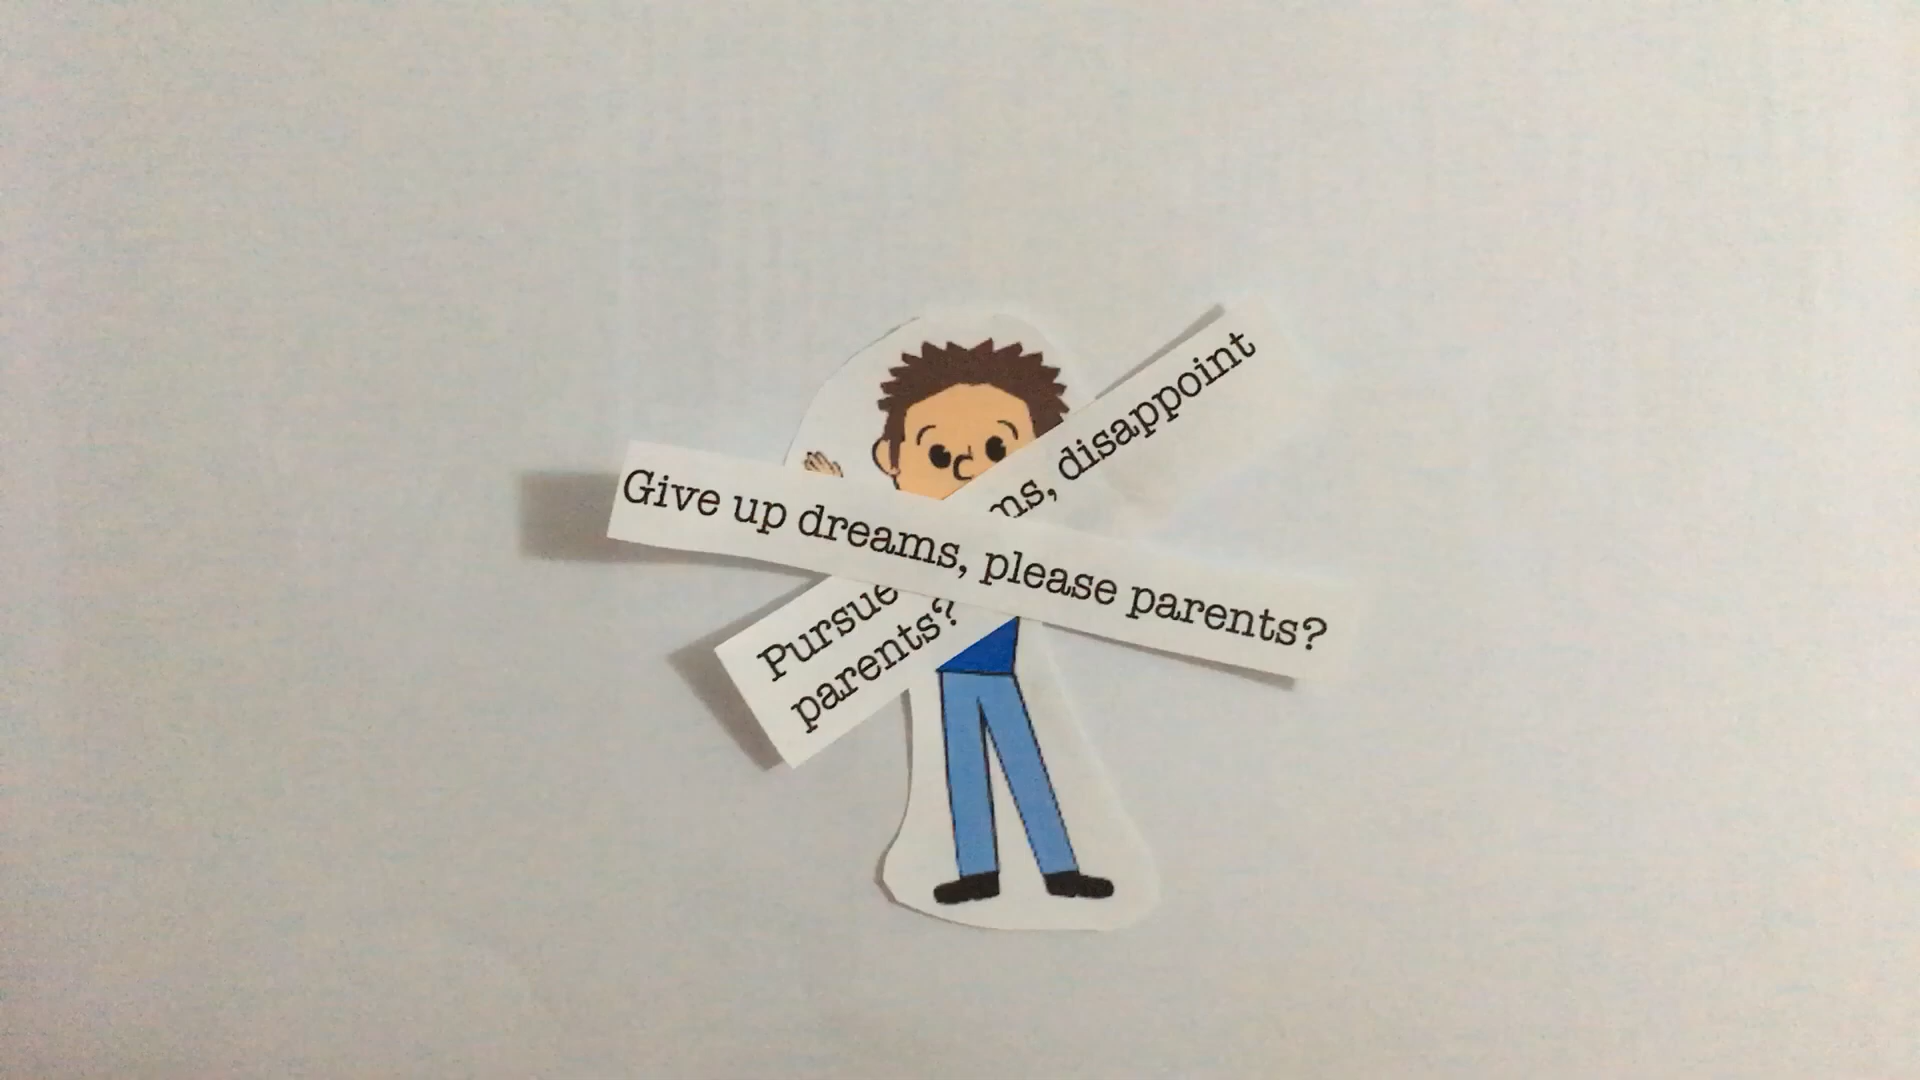 Give up dreams, please parents?
Pursue ms, disappoint
parents?